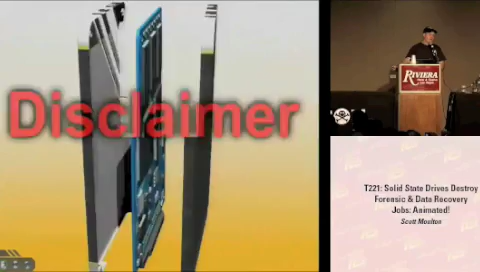 Disclaimer
RIVIERA
T221: Solid State Drives Destroy
Forensic & Data Recovery
Jobs: Animated!
Scott Moulton